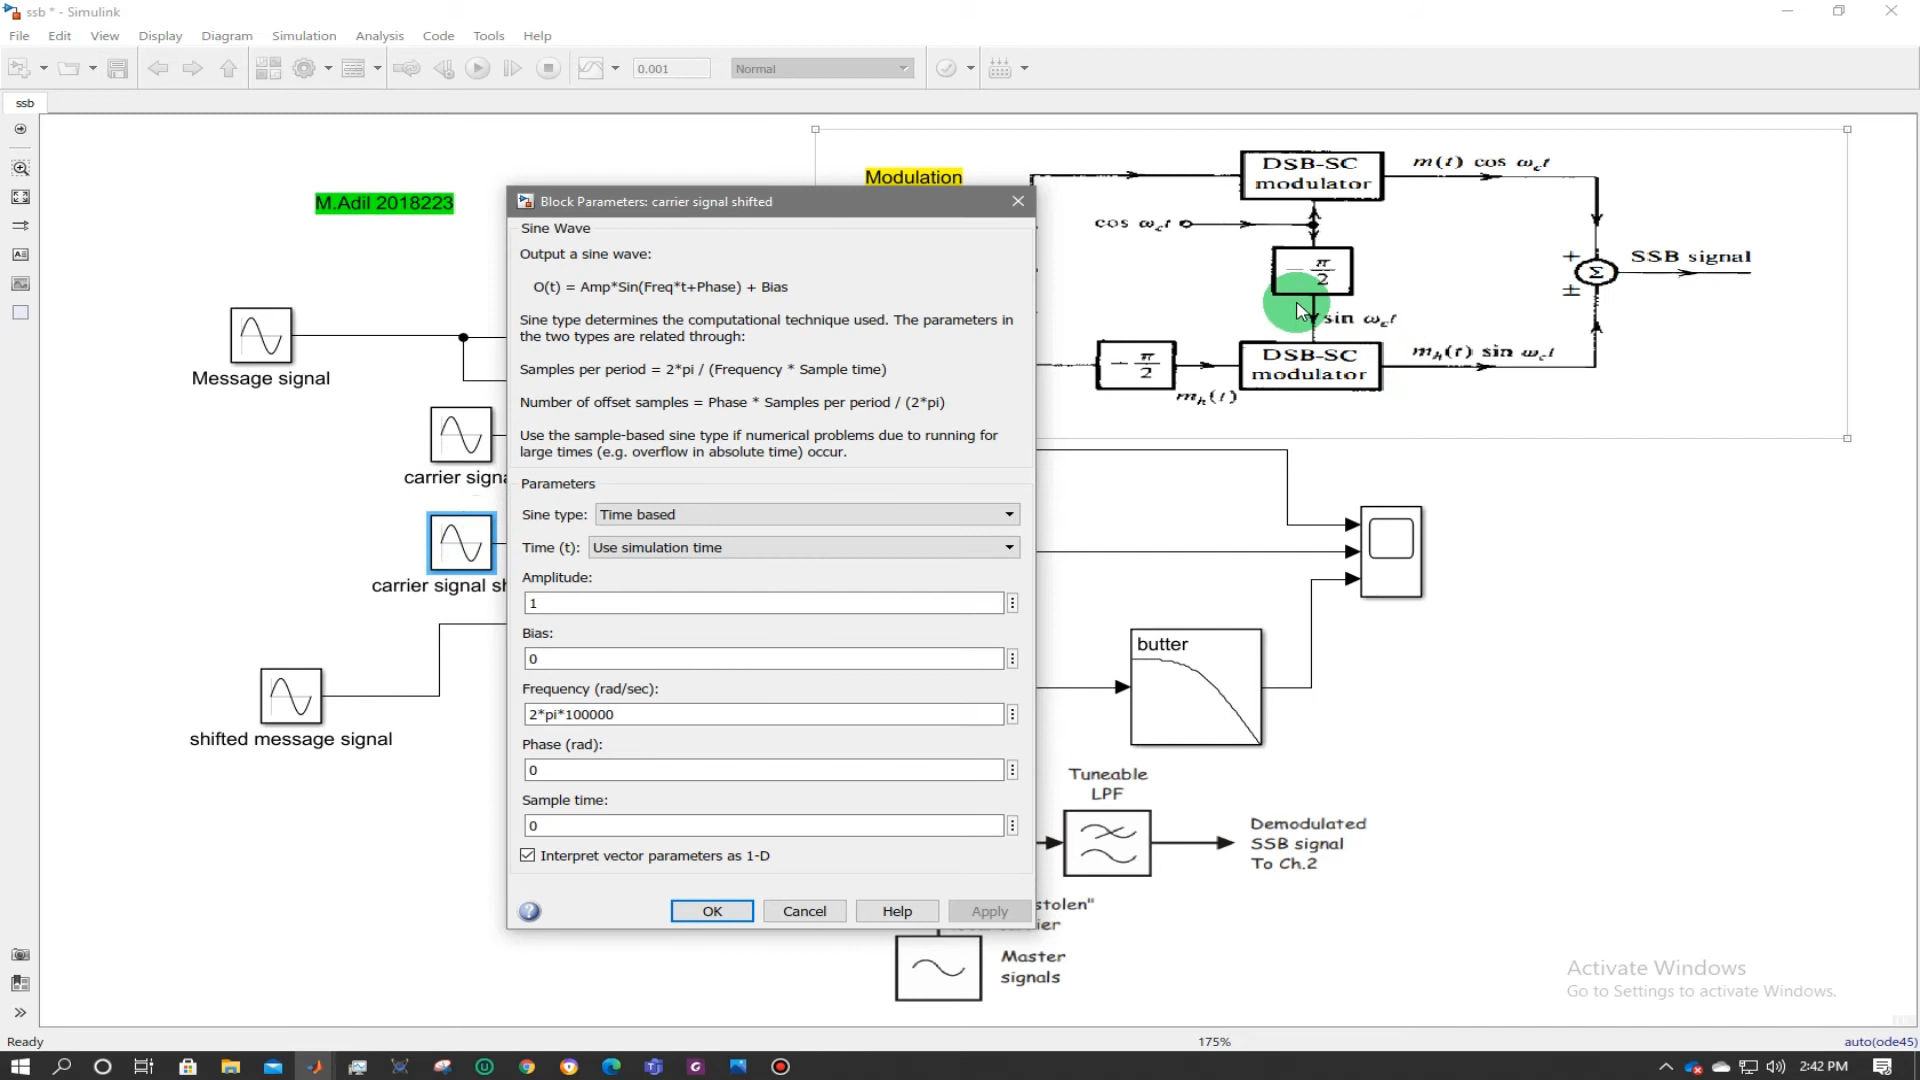 ssb * - Simulink
File Edit View Display Diagram Simulation Analysis Code Tools Help
0.001
Normal
ssb
M.Adil 2018223
Modulation
DSB-SC
modulator
m(t) cos ω_c t
cos ω_c t
− π/2
sin ω_c t
+
±
Σ
SSB signal
− π/2
m_h(t)
DSB-SC
modulator
m_h(t) sin ω_c t
Message signal
carrier signa
carrier signal sh
shifted message signal
Block Parameters: carrier signal shifted
Sine Wave
Output a sine wave:
O(t) = Amp*Sin(Freq*t+Phase) + Bias
Sine type determines the computational technique used. The parameters in
the two types are related through:
Samples per period = 2*pi / (Frequency * Sample time)
Number of offset samples = Phase * Samples per period / (2*pi)
Use the sample-based sine type if numerical problems due to running for
large times (e.g. overflow in absolute time) occur.
Parameters
Sine type: Time based
Time (t): Use simulation time
Amplitude:
1
Bias:
0
Frequency (rad/sec):
2*pi*100000
Phase (rad):
0
Sample time:
0
Interpret vector parameters as 1-D
OK Cancel Help Apply
butter
Tuneable
LPF
Demodulated
SSB signal
To Ch.2
stolen"
ier
Master
signals
Activate Windows
Go to Settings to activate Windows.
Ready
175%
auto(ode45)
2:42 PM